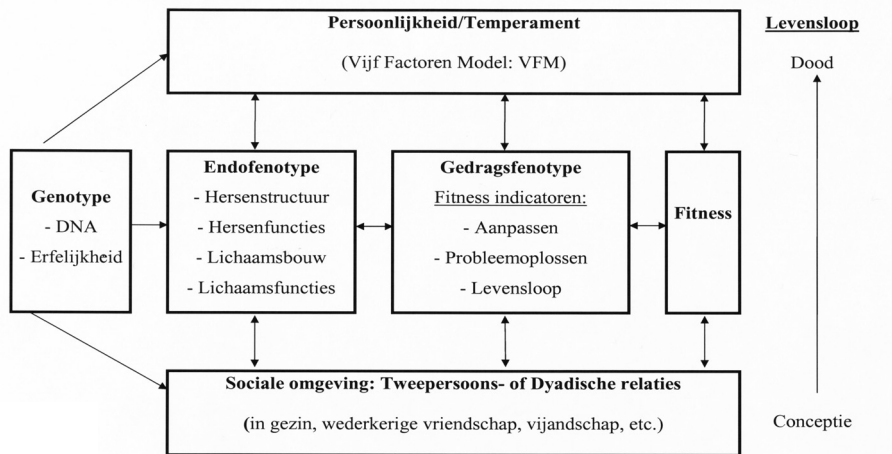 Persoonlijkheid/Temperament
(Vijf Factoren Model: VFM)
Levensloop
Dood
Genotype
- DNA
- Erfelijkheid
Endofenotype
- Hersenstructuur
- Hersenfuncties
- Lichaamsbouw
- Lichaamsfuncties
Gedragsfenotype
Fitness indicatoren:
- Aanpassen
- Probleemoplossen
- Levensloop
Fitness
Sociale omgeving: Tweepersoons- of Dyadische relaties
(in gezin, wederkerige vriendschap, vijandschap, etc.)
Conceptie